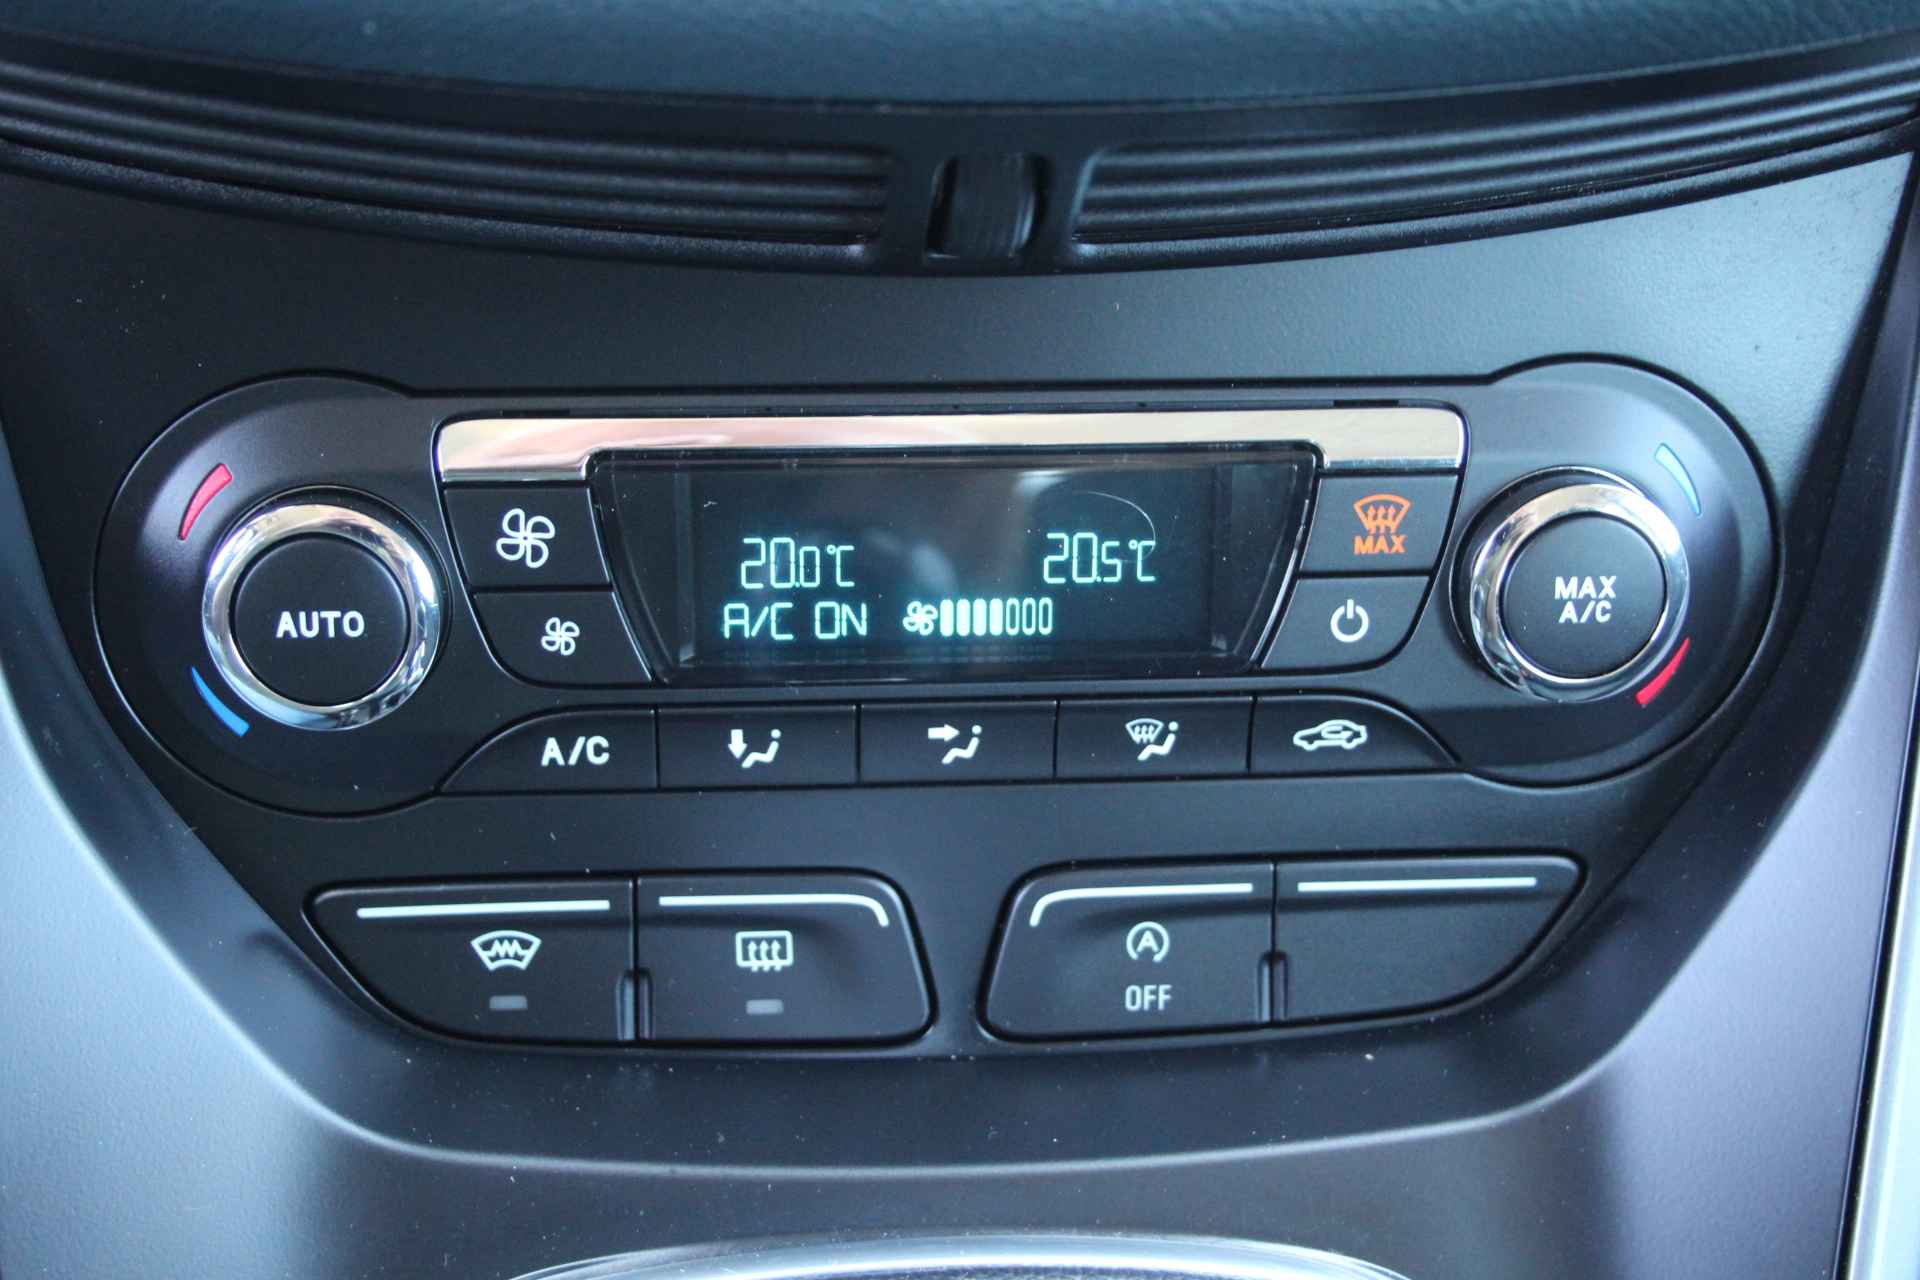 20.0°C 20.5°C
MAX
AUTO
A/C ON
MAX
A/C
A/C
A
OFF